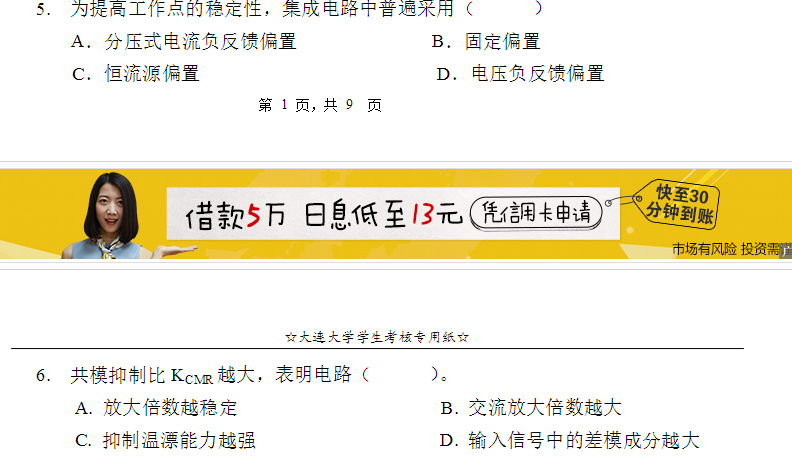 5. 为提高工作点的稳定性，集成电路中普遍采用（ ）
A．分压式电流负反馈偏置 B．固定偏置
C．恒流源偏置 D．电压负反馈偏置
第 1 页，共 9 页
借款5万 日息低至13元 凭信用卡申请
快至30
分钟到账
市场有风险 投资需
广
☆大连大学学生考核专用纸☆
6. 共模抑制比 KCMR 越大，表明电路（ ）。
A. 放大倍数越稳定 B. 交流放大倍数越大
C. 抑制温漂能力越强 D. 输入信号中的差模成分越大